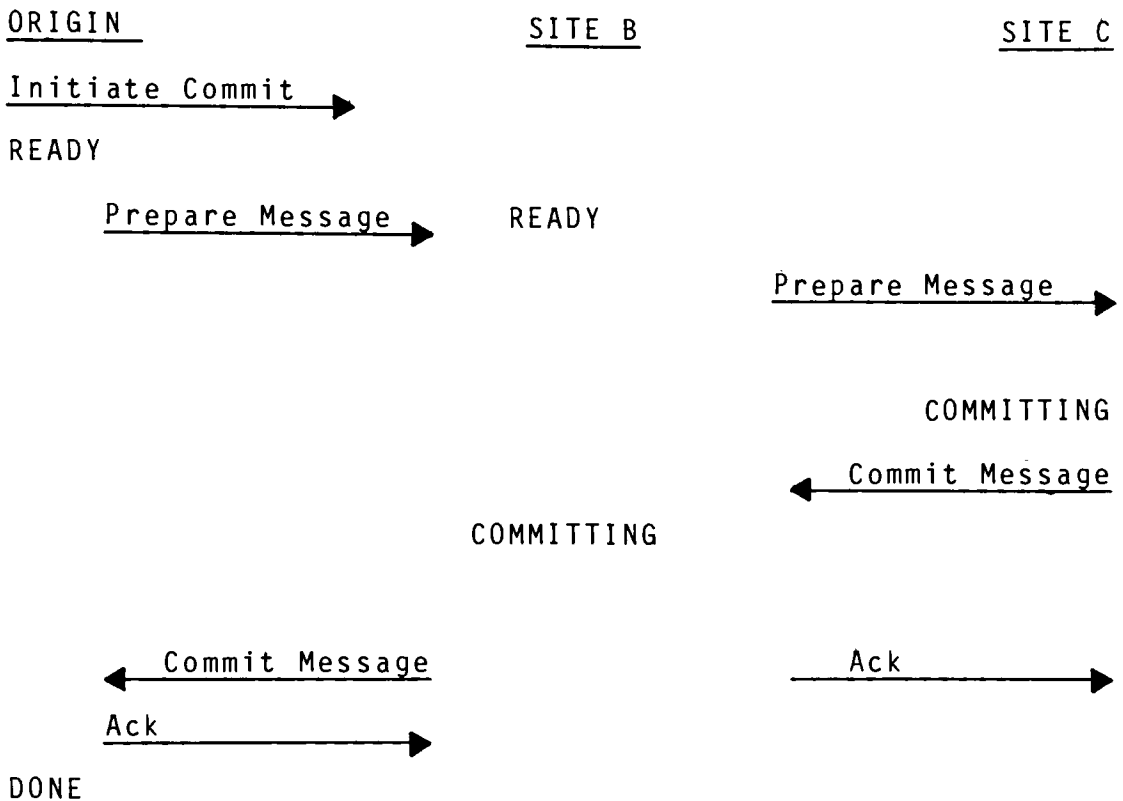 ORIGIN SITE B SITE C
Initiate Commit
READY
Prepare Message READY
Prepare Message
COMMITTING
Commit Message
COMMITTING
Commit Message Ack
Ack
DONE